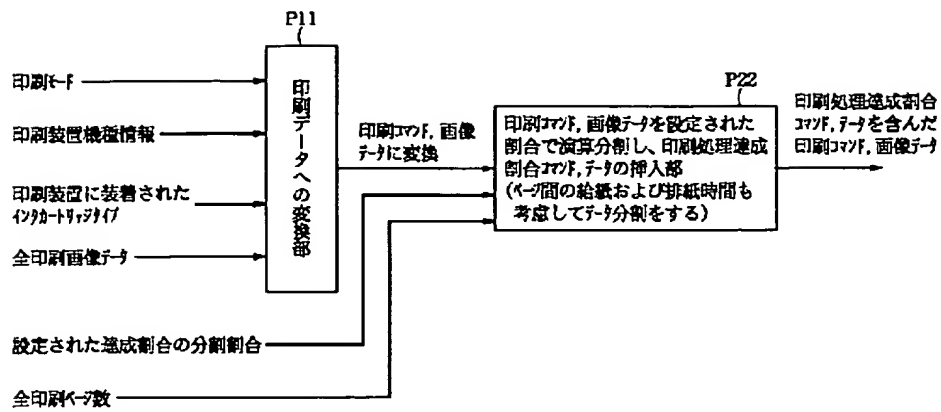 P11
印刷モード
印刷装置機種情報
印刷装置に装着された
インクカートリッジタイプ
全印刷画像データ
印刷データへの変換部
印刷コマンド, 画像
データに変換
設定された達成割合の分割割合
全印刷ページ数
P22
印刷コマンド, 画像データを設定された
割合で演算分割し、印刷処理達成
割合コマンド, データの挿入部
(ページ間の給紙および排紙時間も
考慮してデータ分割をする)
印刷処理達成割合
コマンド, データを含んだ
印刷コマンド, 画像データ